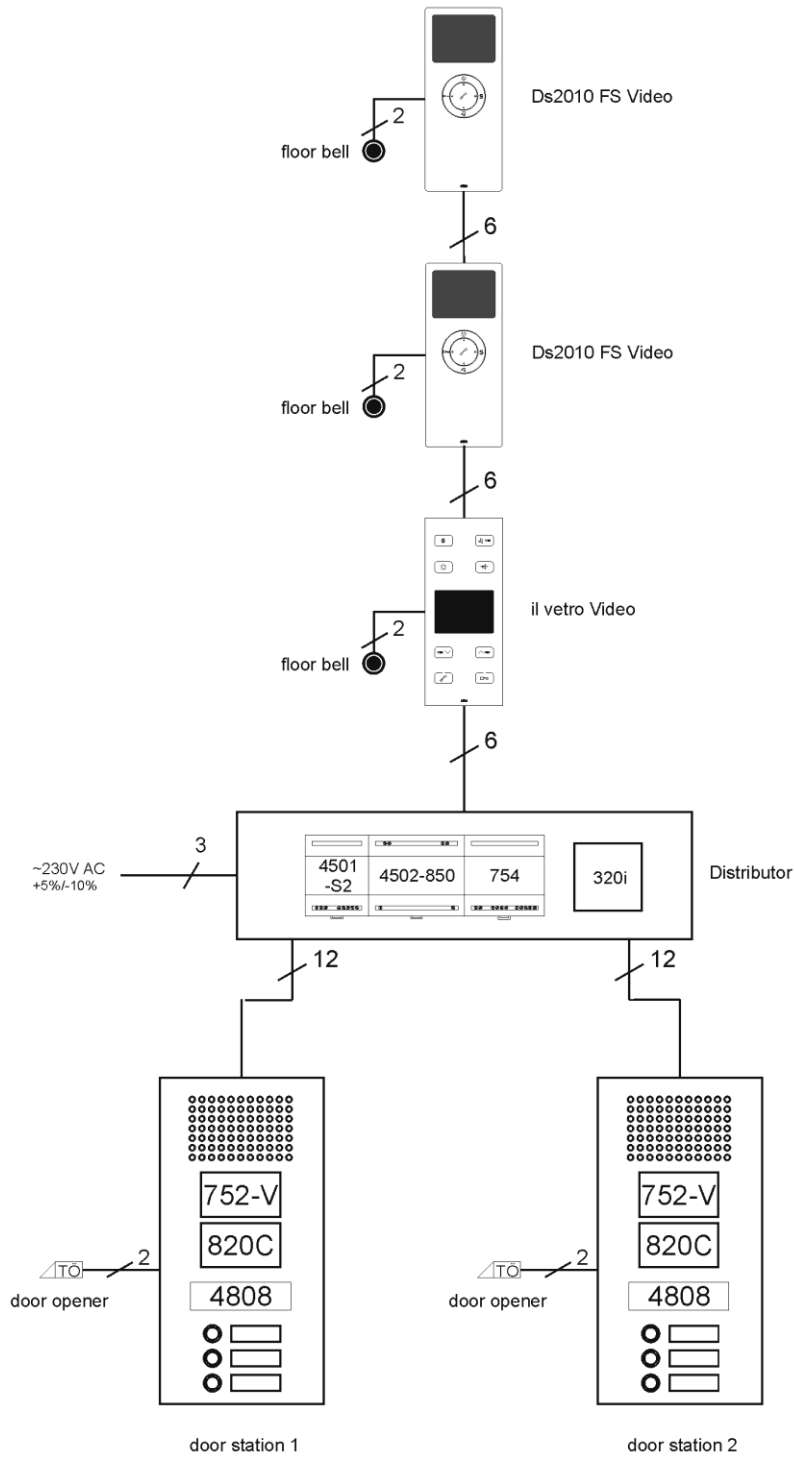 Ds2010 FS Video
2
floor bell
6
Ds2010 FS Video
2
floor bell
6
il vetro Video
2
floor bell
6
~230V AC
+5%/-10%
3
4501
-S2
4502-850
754
320i
Distributor
12
12
752-V
820C
4808
TÖ
2
door opener
752-V
820C
4808
TÖ
2
door opener
door station 1
door station 2